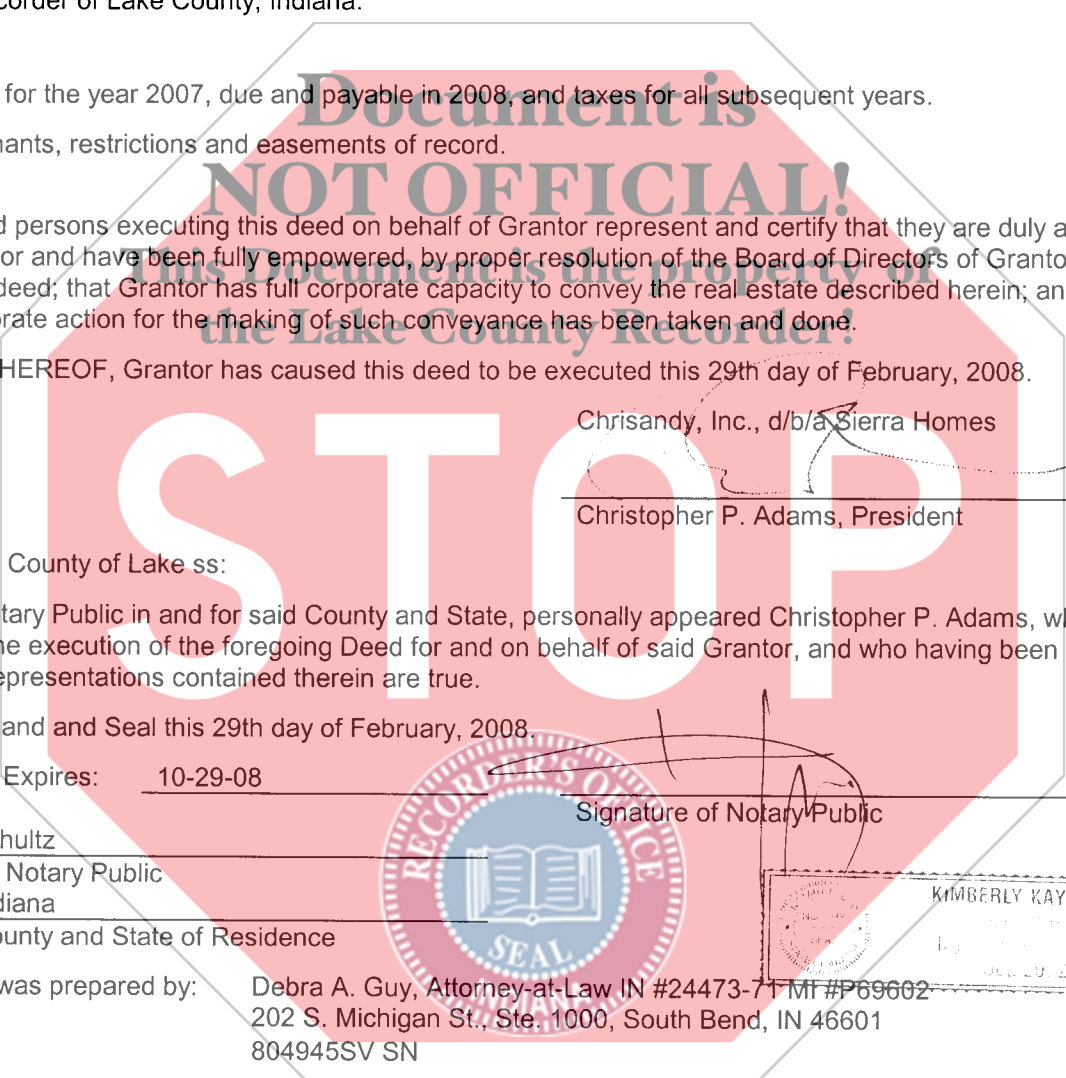 corder of Lake County, Indiana.
for the year 2007, due and payable in 2008, and taxes for all subsequent years.
nants, restrictions and easements of record.
Document is
NOT OFFICIAL!
This Document is the property of
the Lake County Recorder!
d persons executing this deed on behalf of Grantor represent and certify that they are duly a
or and have been fully empowered, by proper resolution of the Board of Directors of Granto
deed; that Grantor has full corporate capacity to convey the real estate described herein; an
orate action for the making of such conveyance has been taken and done.
HEREOF, Grantor has caused this deed to be executed this 29th day of February, 2008.
Chrisandy, Inc., d/b/a Sierra Homes
Christopher P. Adams, President
STOP
County of Lake ss:
tary Public in and for said County and State, personally appeared Christopher P. Adams, wh
ne execution of the foregoing Deed for and on behalf of said Grantor, and who having been
epresentations contained therein are true.
and and Seal this 29th day of February, 2008.
Expires: 10-29-08
Signature of Notary Public
hultz
Notary Public
diana
ounty and State of Residence
RECORDER'S OFFICE
SEAL
INDIANA
KIMBERLY KAY
was prepared by: Debra A. Guy, Attorney-at-Law IN #24473-71 MI #P69602
202 S. Michigan St., Ste. 1000, South Bend, IN 46601
804945SV SN